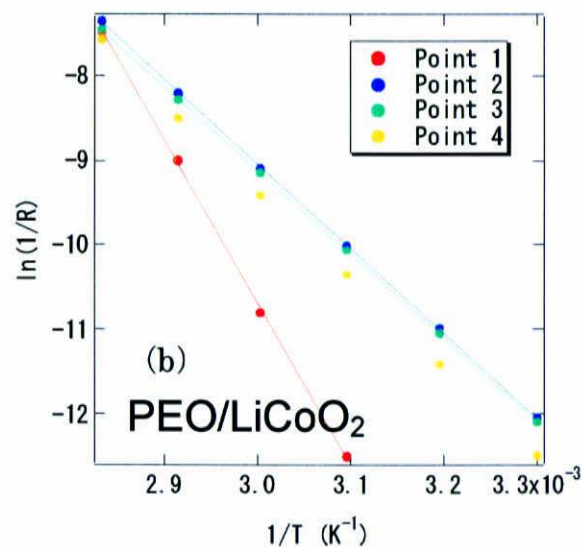 -8
-9
-10
-11
-12
ln(1/R)
Point 1
Point 2
Point 3
Point 4
(b)
PEO/LiCoO₂
2.9 3.0 3.1 3.2 3.3x10⁻³
1/T (K⁻¹)